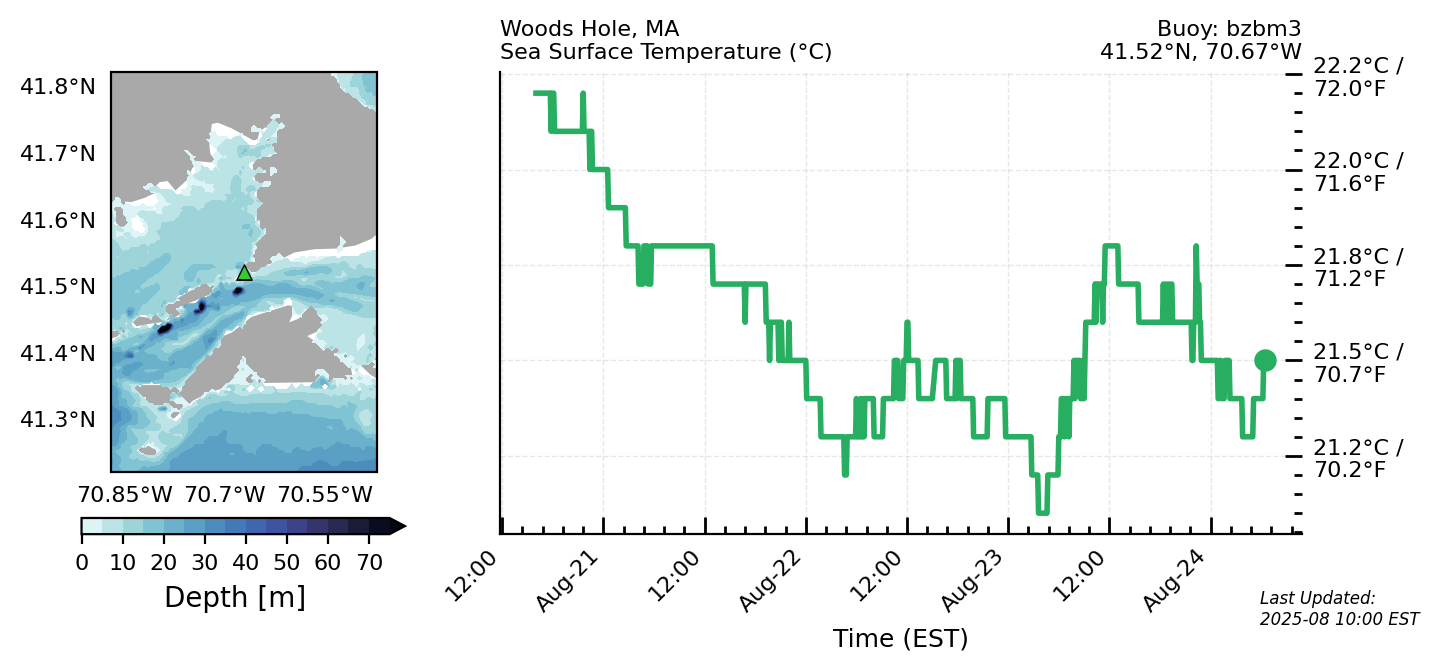 Woods Hole, MA
Sea Surface Temperature (°C)
Buoy: bzbm3
41.52°N, 70.67°W
41.8°N
41.7°N
41.6°N
41.5°N
41.4°N
41.3°N
70.85°W 70.7°W 70.55°W
0 10 20 30 40 50 60 70
Depth [m]
22.2°C /
72.0°F
22.0°C /
71.6°F
21.8°C /
71.2°F
21.5°C /
70.7°F
21.2°C /
70.2°F
12:00 Aug-21 12:00 Aug-22 12:00 Aug-23 12:00 Aug-24
Time (EST)
Last Updated:
2025-08 10:00 EST